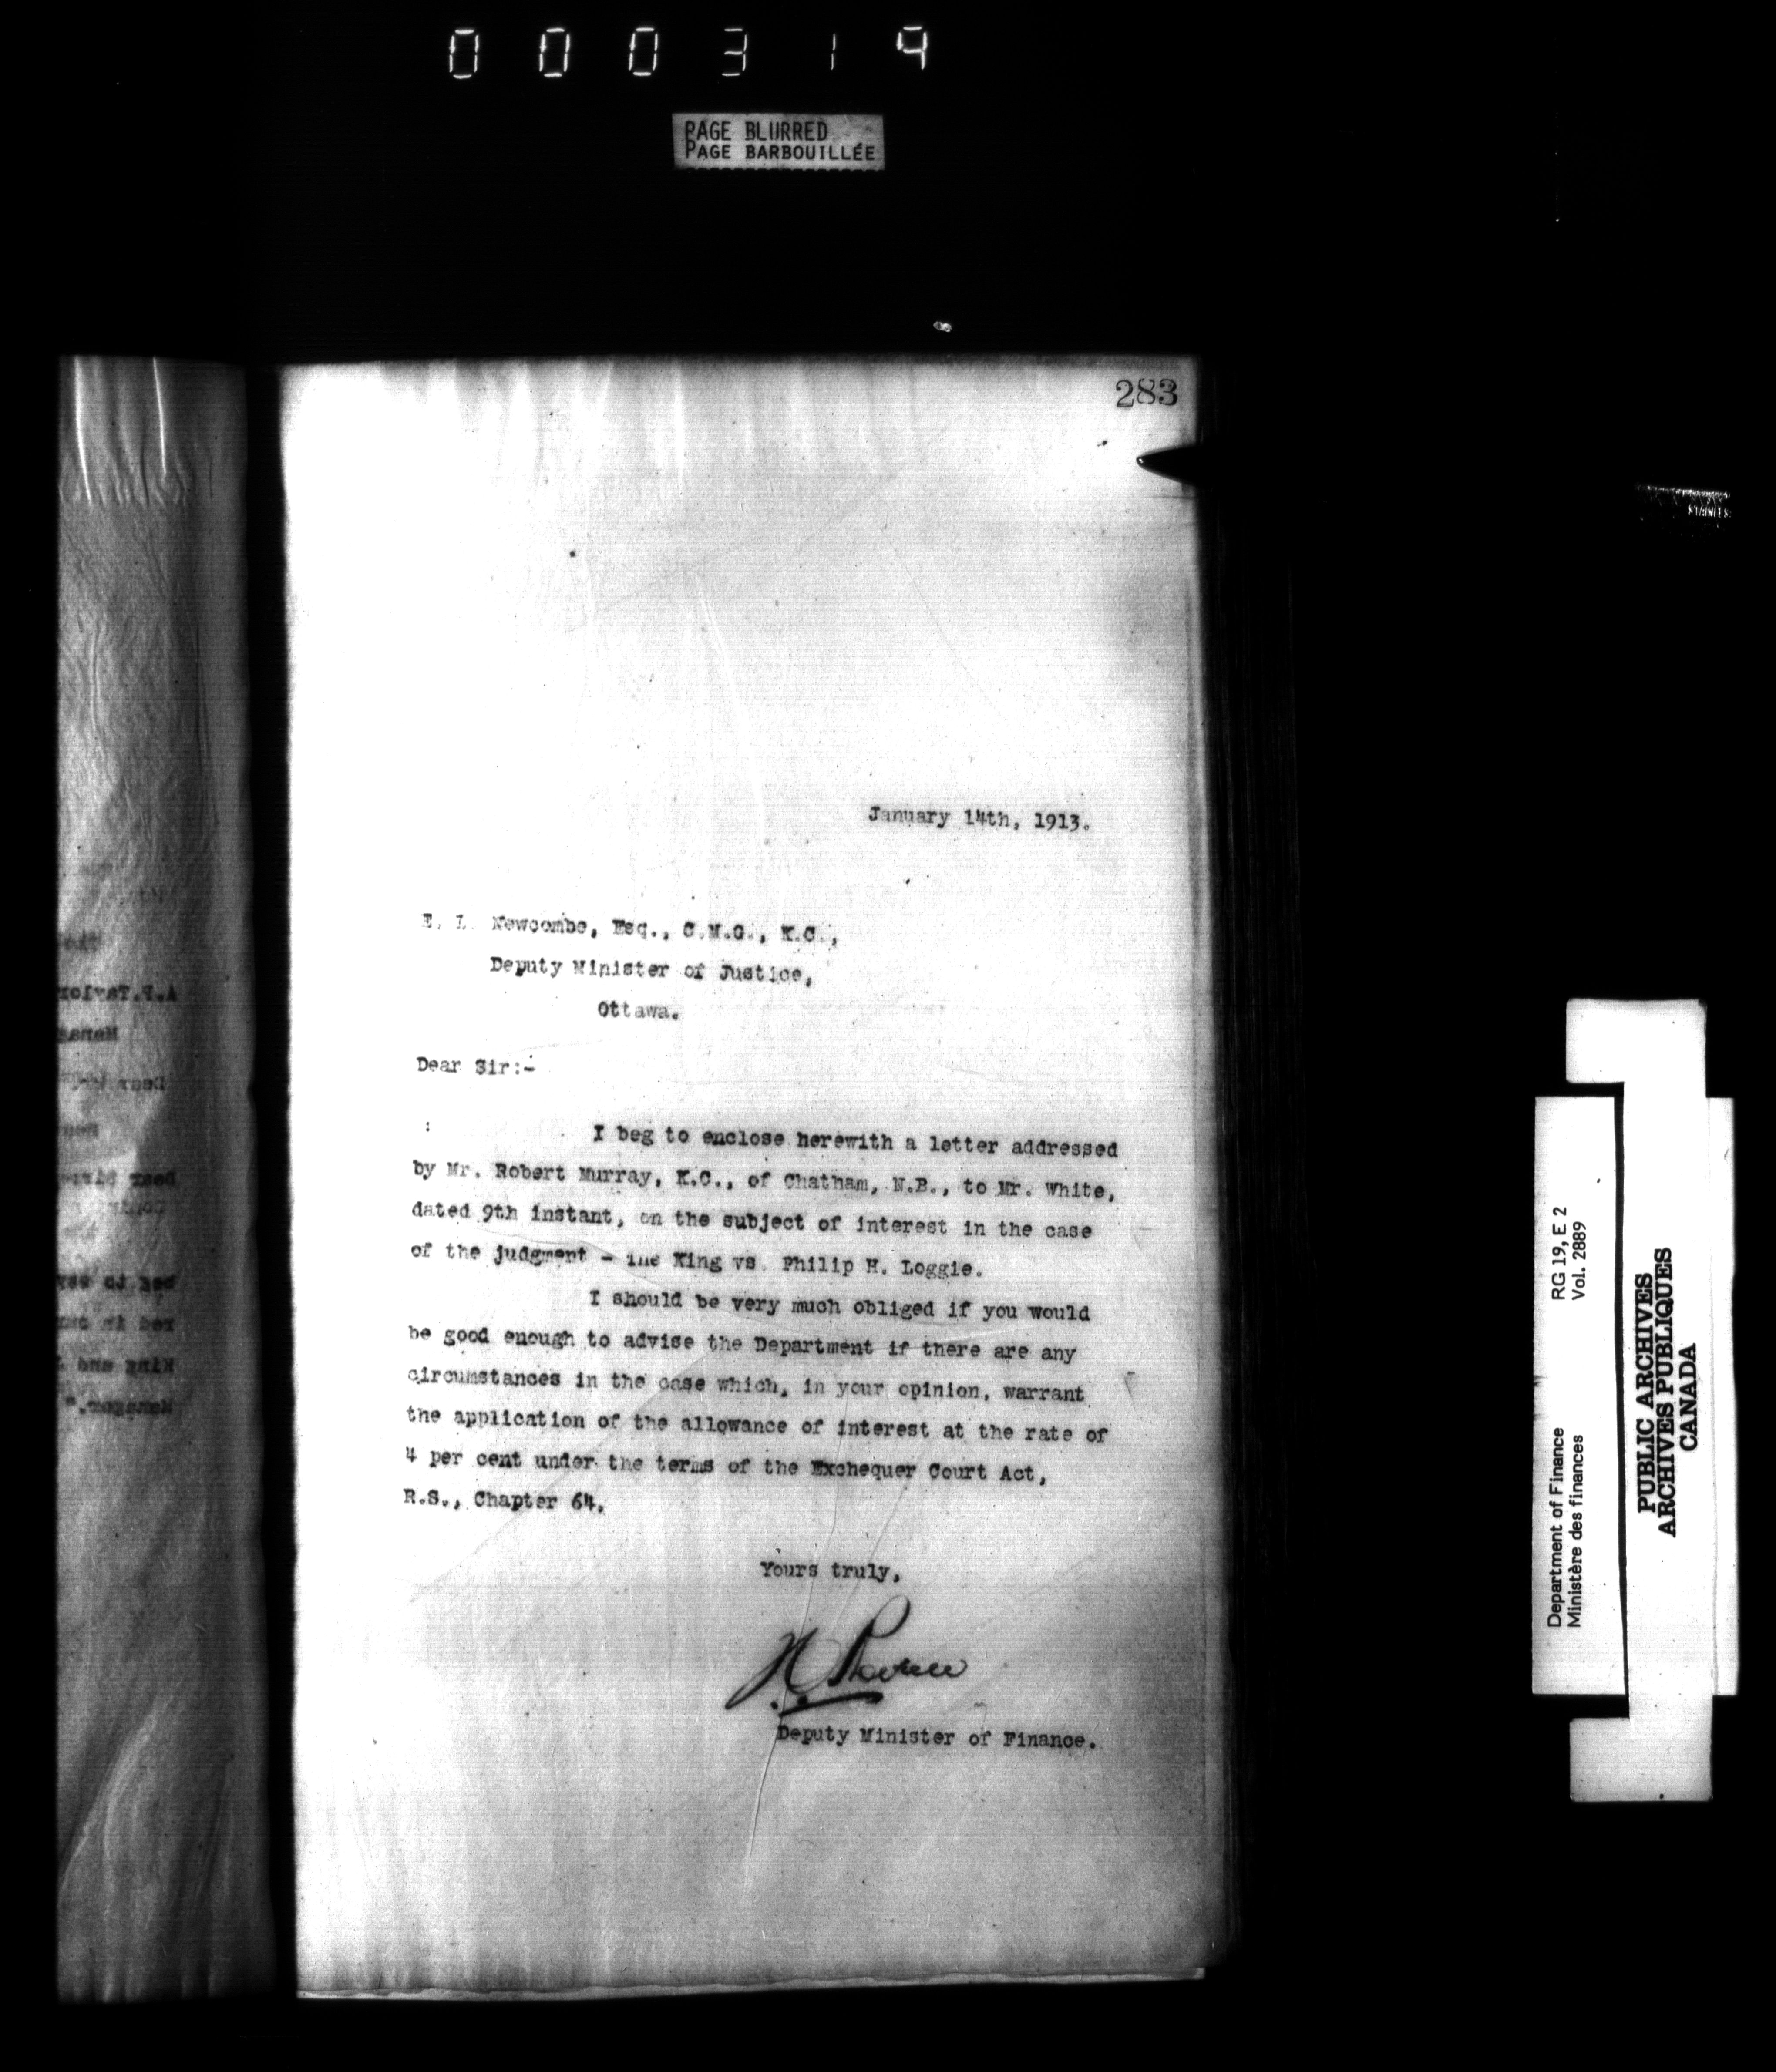 000319
PAGE BLURRED
PAGE BARBOUILLÉE
283
January 14th, 1913.
E. L. Newcombe, Esq., C.M.G., K.C.,
Deputy Minister of Justice,
Ottawa.
Dear Sir:-
I beg to enclose herewith a letter addressed
by Mr. Robert Murray, K.C., of Chatham, N.B., to Mr. White,
dated 9th instant, on the subject of interest in the case
of the judgment - The King vs. Philip H. Loggie.
I should be very much obliged if you would
be good enough to advise the Department if there are any
circumstances in the case which, in your opinion, warrant
the application of the allowance of interest at the rate of
4 per cent under the terms of the Exchequer Court Act,
R.S., Chapter 64.
Yours truly,
Deputy Minister of Finance.
Department of Finance RG 19, E 2
Ministère des finances Vol. 2889
PUBLIC ARCHIVES
ARCHIVES PUBLIQUES
CANADA